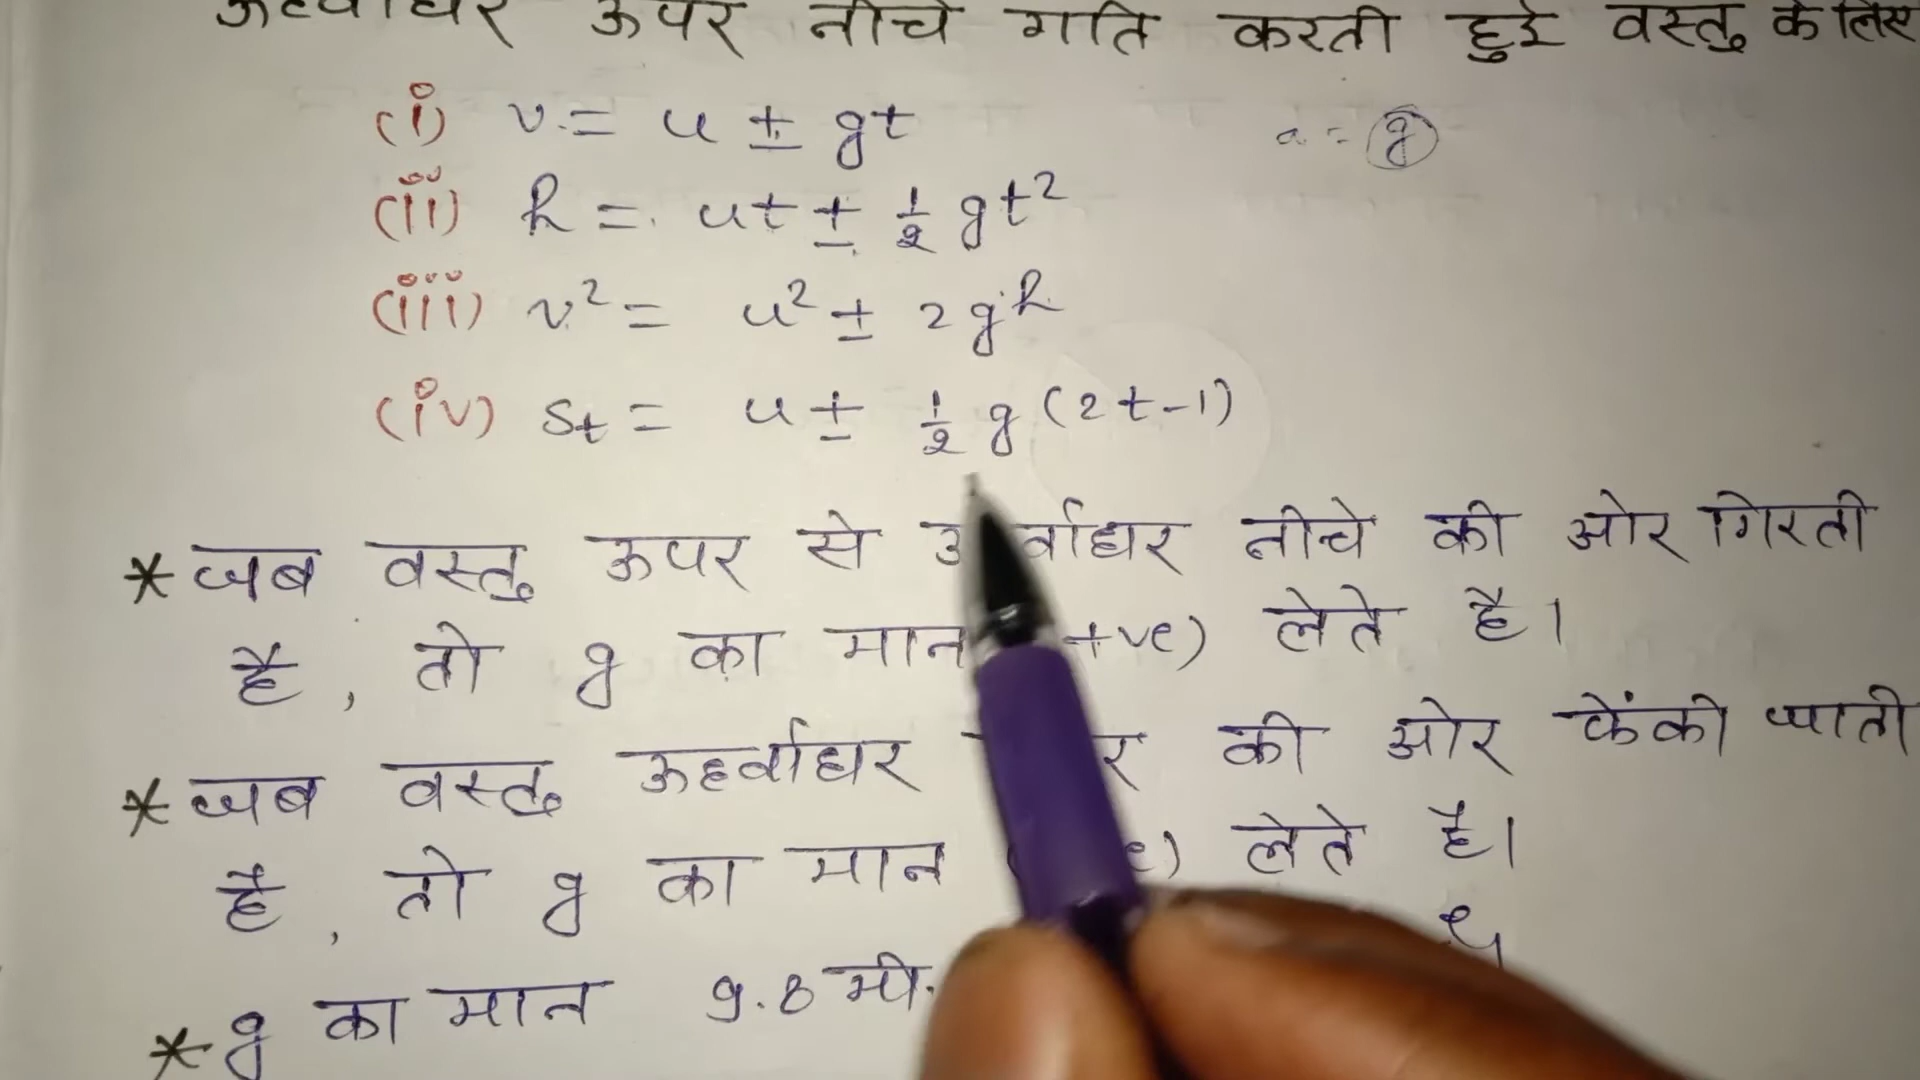 ऊर्ध्वाधर ऊपर नीचे गति करती हुई वस्तु के लिए
(i) v = u ± gt
a = g
(ii) h = ut ± 1/2 gt²
(iii) v² = u² ± 2gh
(iv) St = u ± 1/2 g (2t-1)
* जब वस्तु ऊपर से नीचे की ओर गिरती
है, तो g का मान +ve) लेते है।
* जब वस्तु ऊर्ध्वाधर की ओर फेंकी जाती
है, तो g का मान लेते है।
* g का मान 9.8 मी.